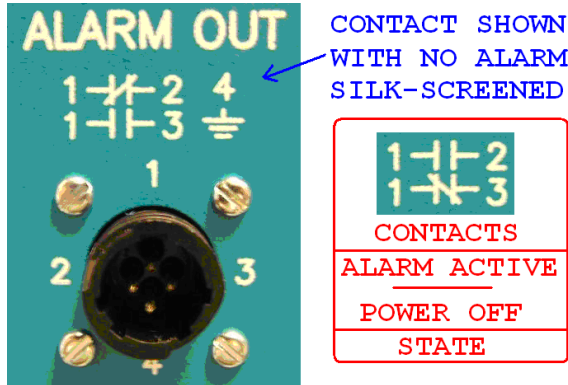 ALARM OUT
1 2 4
1 3
1
2 3
4
CONTACT SHOWN
WITH NO ALARM
SILK-SCREENED
1 2
1 3
CONTACTS
ALARM ACTIVE
POWER OFF
STATE